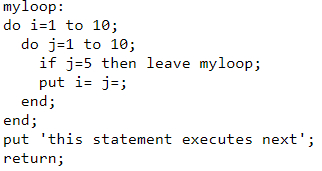 myloop:
do i=1 to 10;
  do j=1 to 10;
    if j=5 then leave myloop;
    put i= j=;
  end;
end;
put 'this statement executes next';
return;